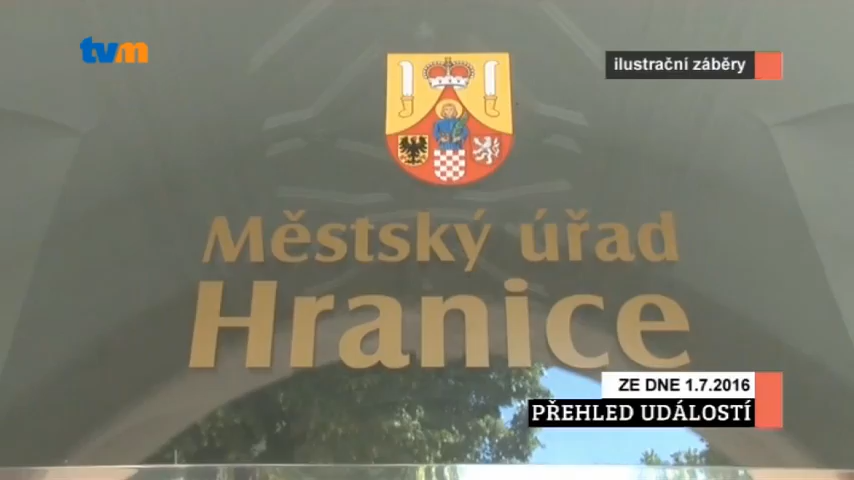 tvm
ilustrační záběry
Městský úřad
Hranice
ZE DNE 1.7.2016
PŘEHLED UDÁLOSTÍ